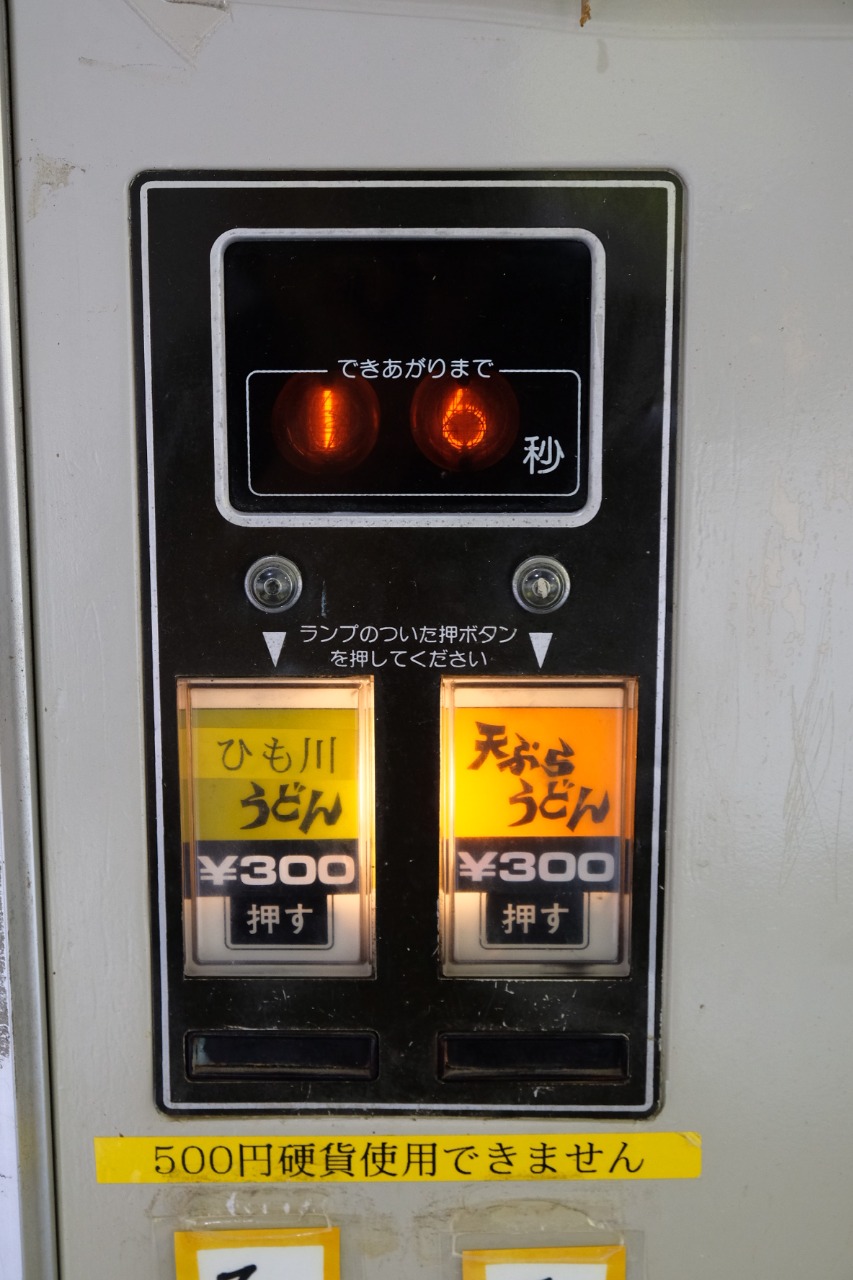 できあがりまで
16
秒
ランプのついた押ボタン
を押してください
ひも川
うどん
¥300
押す
天ぷら
うどん
¥300
押す
500円硬貨使用できません